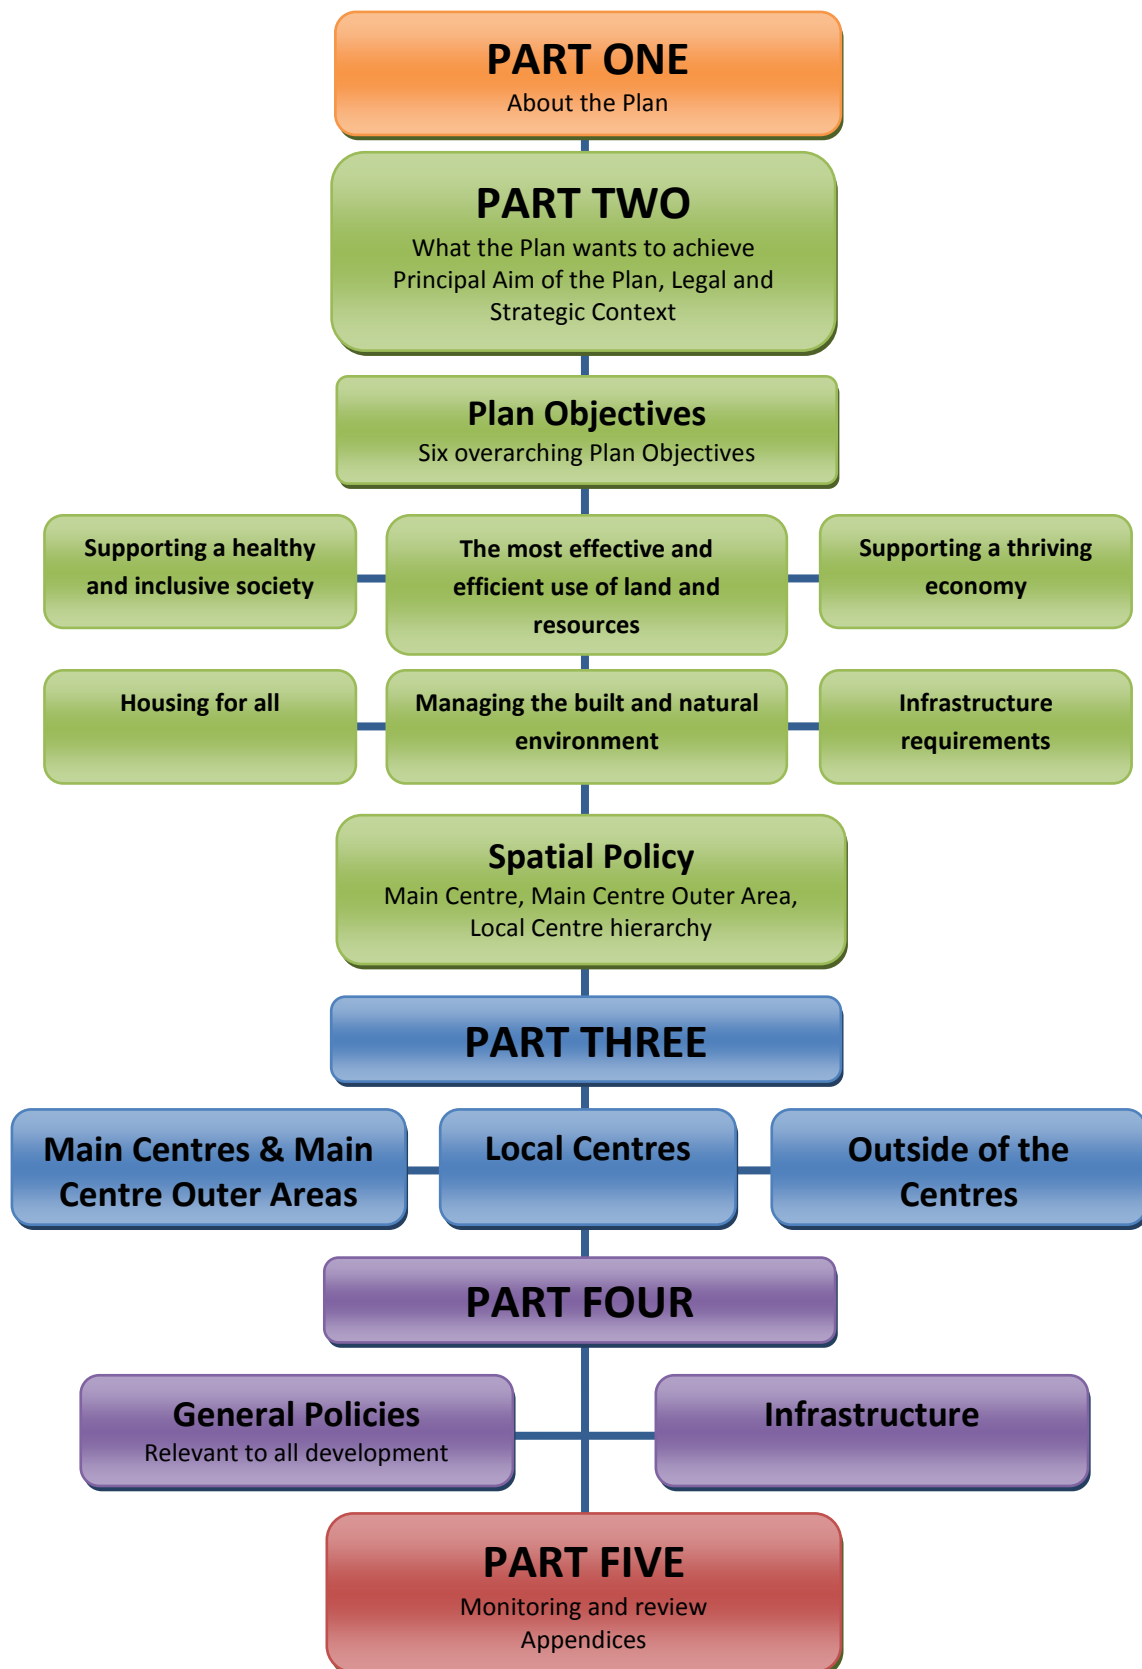 PART ONE
About the Plan
PART TWO
What the Plan wants to achieve
Principal Aim of the Plan, Legal and
Strategic Context
Plan Objectives
Six overarching Plan Objectives
Supporting a healthy
and inclusive society
The most effective and
efficient use of land and
resources
Supporting a thriving
economy
Housing for all
Managing the built and natural
environment
Infrastructure
requirements
Spatial Policy
Main Centre, Main Centre Outer Area,
Local Centre hierarchy
PART THREE
Main Centres & Main
Centre Outer Areas
Local Centres
Outside of the
Centres
PART FOUR
General Policies
Relevant to all development
Infrastructure
PART FIVE
Monitoring and review
Appendices